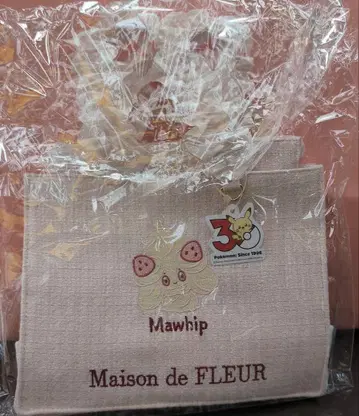 30
Pokémon: Since 1996
Mawhip
Maison de FLEUR